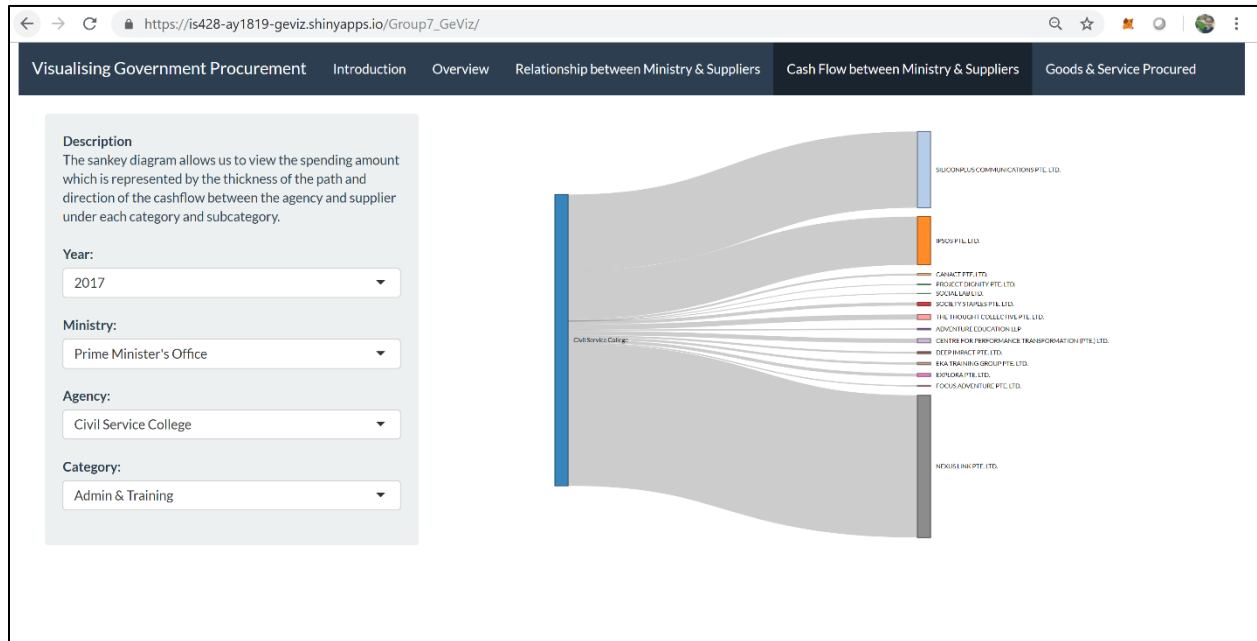 https://is428-ay1819-geviz.shinyapps.io/Group7_GeViz/
Visualising Government Procurement Introduction Overview Relationship between Ministry & Suppliers Cash Flow between Ministry & Suppliers Goods & Service Procured
Description
The sankey diagram allows us to view the spending amount
which is represented by the thickness of the path and
direction of the cashflow between the agency and supplier
under each category and subcategory.
Year:
2017
Ministry:
Prime Minister's Office
Agency:
Civil Service College
Category:
Admin & Training
Civil Service College
SILICONPLUS COMMUNICATIONS PTE. LTD.
IPSOS PTE. LTD.
CANACT PTE. LTD.
PROJECT DIGNITY PTE. LTD.
SOCIAL LAB LTD.
SOCIETY STAPLES PTE. LTD.
THE THOUGHT COLLECTIVE PTE. LTD.
ADVENTURE EDUCATION LLP
CENTRE FOR PERFORMANCE TRANSFORMATION (PTE.) LTD.
DEEP IMPACT PTE. LTD.
EKA TRAINING GROUP PTE. LTD.
EXPLORA PTE. LTD.
FOCUS ADVENTURE PTE. LTD.
NEXUS LINK PTE. LTD.